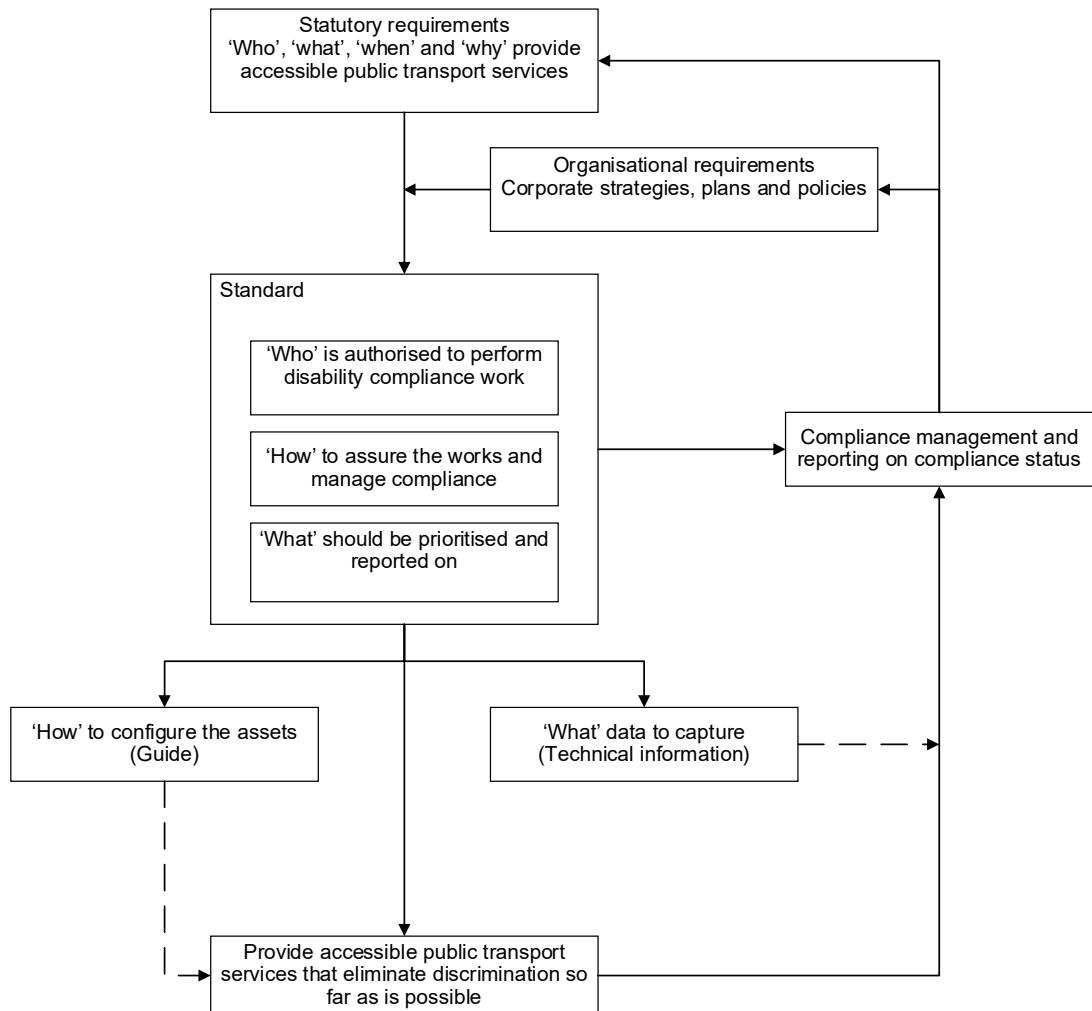 Statutory requirements
‘Who’, ‘what’, ‘when’ and ‘why’ provide
accessible public transport services
Organisational requirements
Corporate strategies, plans and policies
Standard
‘Who’ is authorised to perform
disability compliance work
‘How’ to assure the works and
manage compliance
‘What’ should be prioritised and
reported on
Compliance management and
reporting on compliance status
‘How’ to configure the assets
(Guide)
‘What’ data to capture
(Technical information)
Provide accessible public transport
services that eliminate discrimination so
far as is possible